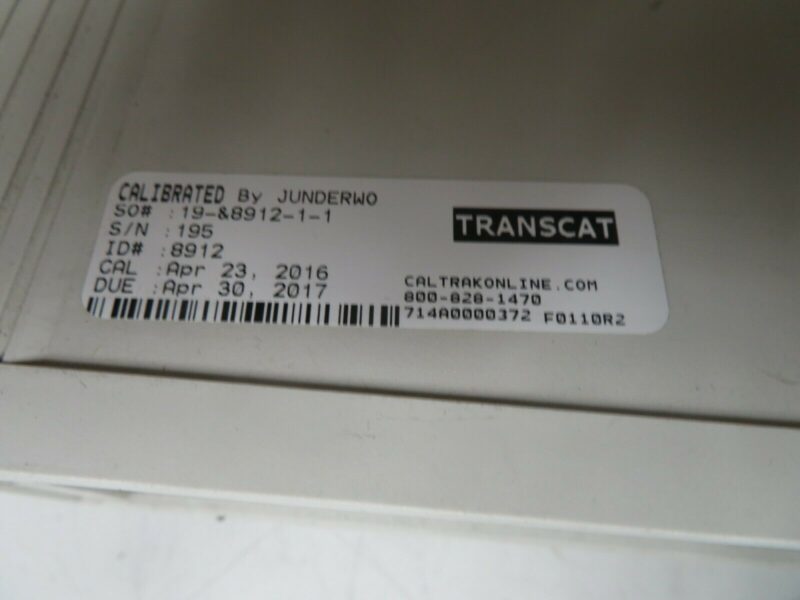 CALIBRATED By JUNDERWO
SO# : 19-&8912-1-1
S/N : 195
ID# : 8912
CAL : Apr 23, 2016
DUE : Apr 30, 2017
TRANSCAT
CALTRAKONLINE.COM
800-828-1470
714A0000372 F0110R2